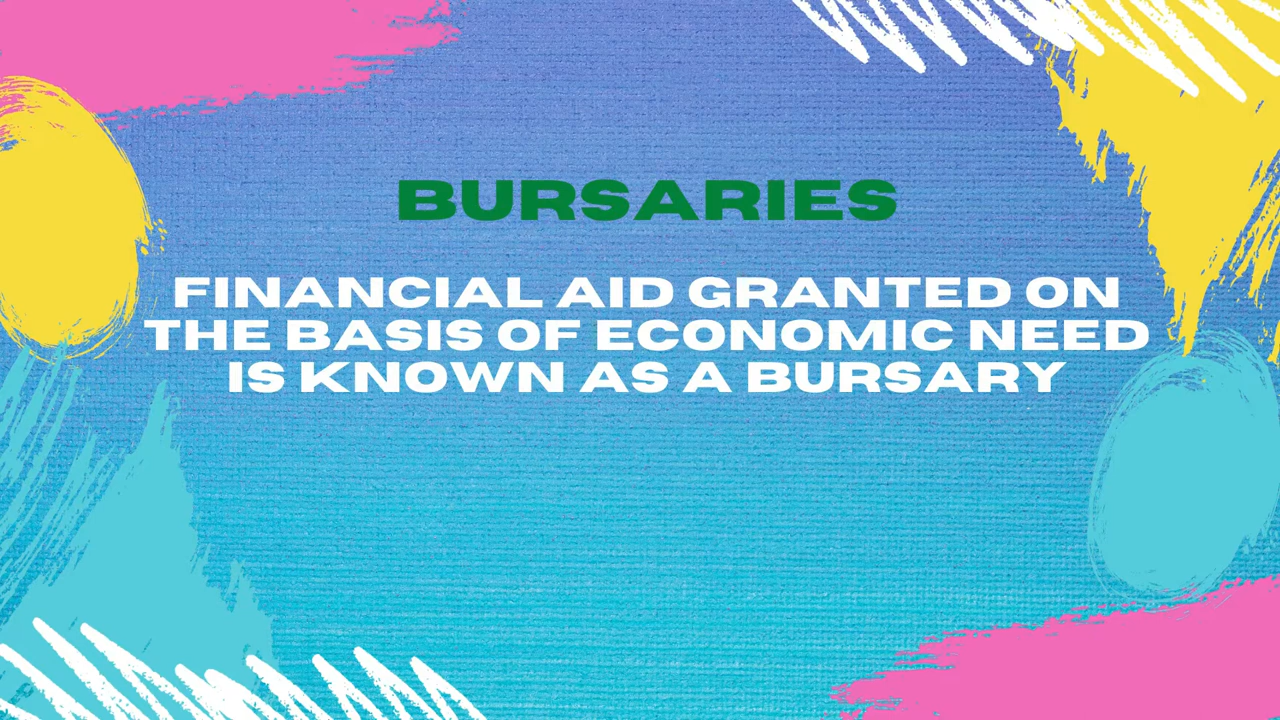 BURSARIES
FINANCIAL AID GRANTED ON
THE BASIS OF ECONOMIC NEED
IS KNOWN AS A BURSARY